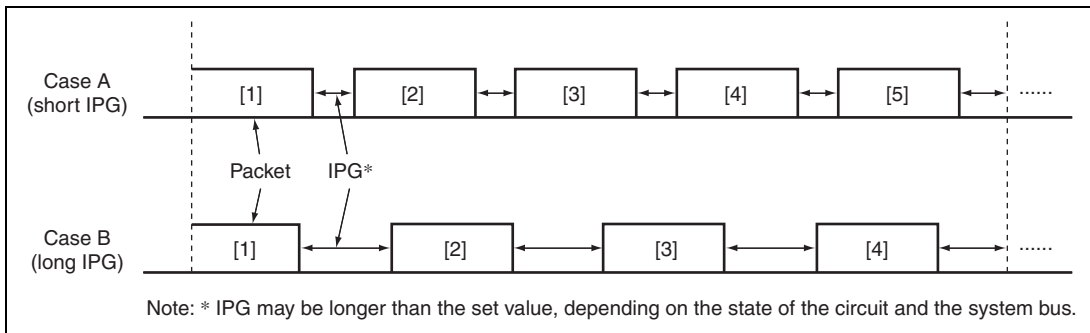 Case A
(short IPG)
[1] [2] [3] [4] [5] ......
Packet IPG*
Case B
(long IPG)
[1] [2] [3] [4] ......
Note: * IPG may be longer than the set value, depending on the state of the circuit and the system bus.